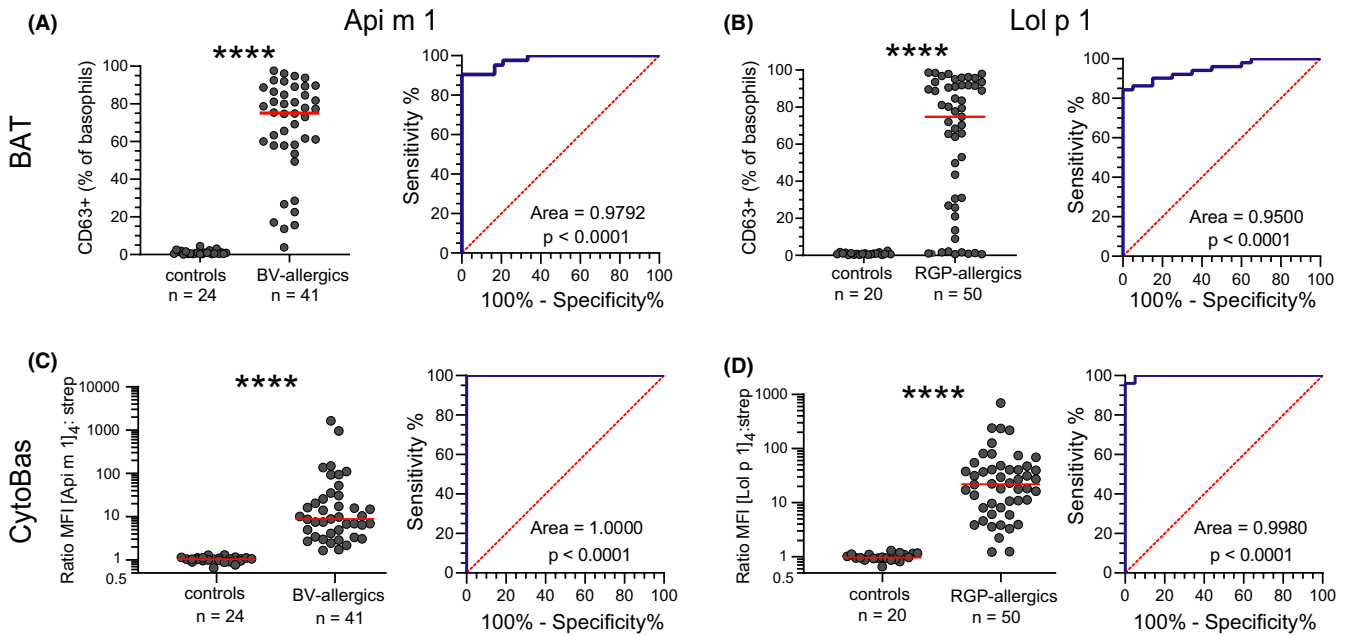 Api m 1
Lol p 1
BAT
CytoBas
(A)
****
CD63+ (% of basophils)
100
80
60
40
20
0
controls
n = 24
BV-allergics
n = 41
Sensitivity %
100
80
60
40
20
0
Area = 0.9792
p < 0.0001
0 20 40 60 80 100
100% - Specificity%
(B)
****
CD63+ (% of basophils)
100
80
60
40
20
0
controls
n = 20
RGP-allergics
n = 50
Sensitivity %
100
80
60
40
20
0
Area = 0.9500
p < 0.0001
0 20 40 60 80 100
100% - Specificity%
(C)
****
Ratio MFI [Api m 1]₄: strep
10000
1000
100
10
1
0.5
controls
n = 24
BV-allergics
n = 41
Sensitivity %
100
80
60
40
20
0
Area = 1.0000
p < 0.0001
0 20 40 60 80 100
100% - Specificity%
(D)
****
Ratio MFI [Lol p 1]₄:strep
1000
100
10
1
0.5
controls
n = 20
RGP-allergics
n = 50
Sensitivity %
100
80
60
40
20
0
Area = 0.9980
p < 0.0001
0 20 40 60 80 100
100% - Specificity%